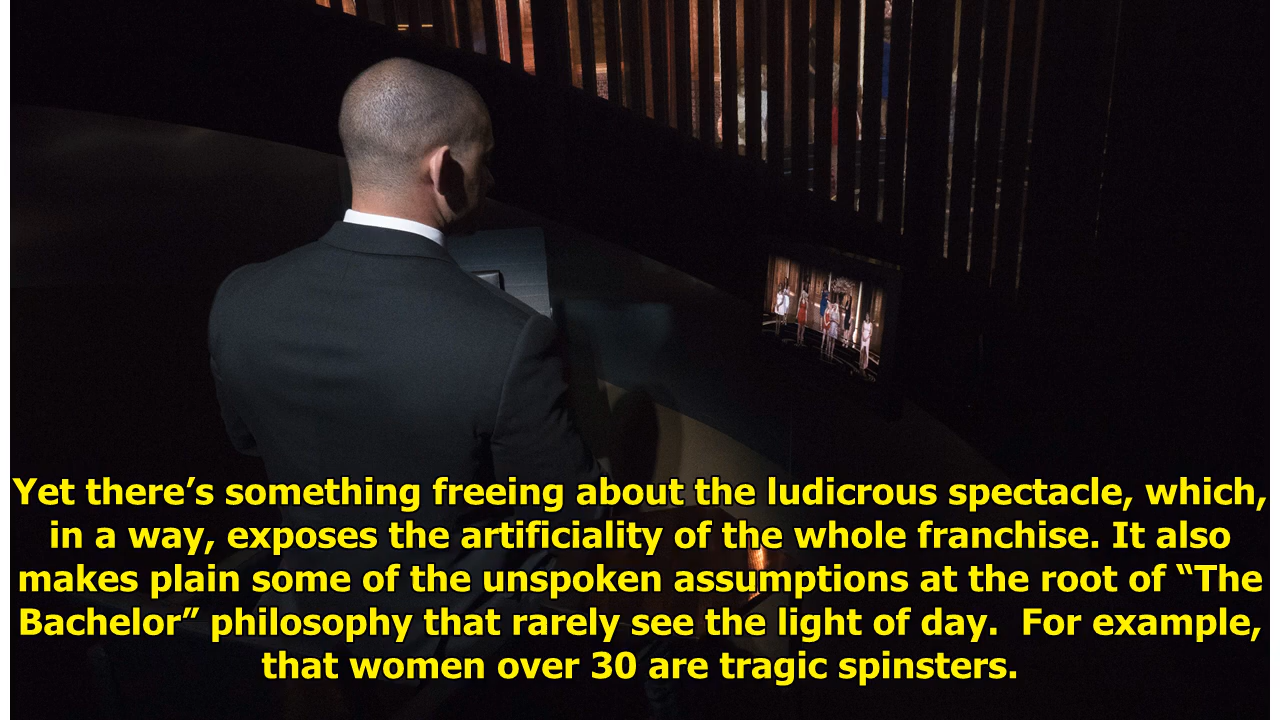 Yet there’s something freeing about the ludicrous spectacle, which,
in a way, exposes the artificiality of the whole franchise. It also
makes plain some of the unspoken assumptions at the root of “The
Bachelor” philosophy that rarely see the light of day.  For example,
that women over 30 are tragic spinsters.